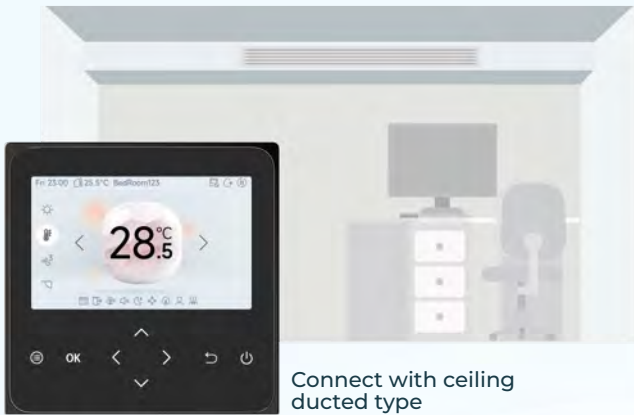 Fri 23:00 25.5°C BedRoom123
28.5°C
OK
Connect with ceiling
ducted type